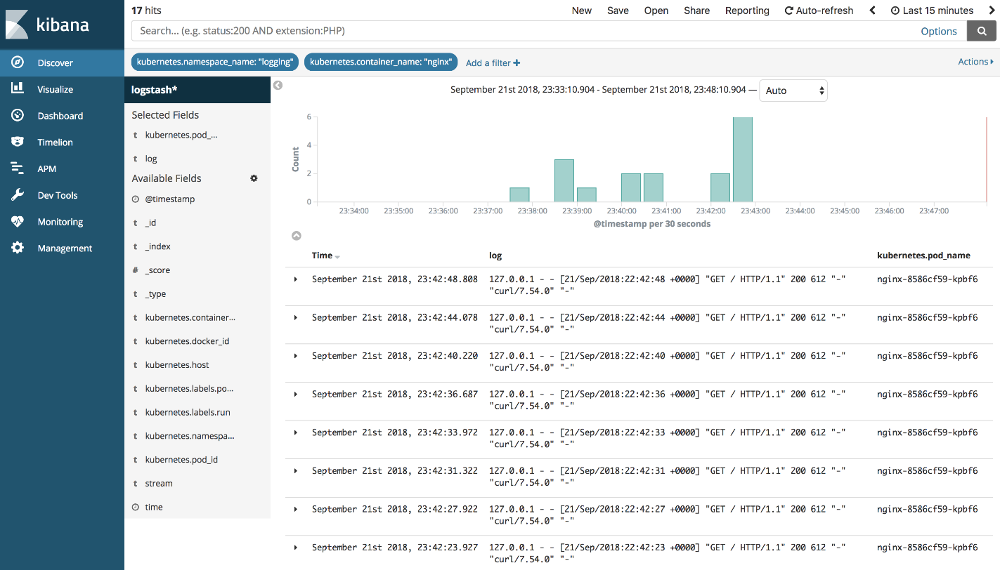 17 hits
New Save Open Share Reporting Auto-refresh Last 15 minutes
kibana
Search... (e.g. status:200 AND extension:PHP)
Options
Discover
Visualize
Dashboard
Timelion
APM
Dev Tools
Monitoring
Management
kubernetes.namespace_name: "logging" kubernetes.container_name: "nginx" Add a filter
Actions
logstash*
Selected Fields
t kubernetes.pod_...
t log
Available Fields
@timestamp
t _id
t _index
# _score
t _type
t kubernetes.container...
t kubernetes.docker_id
t kubernetes.host
t kubernetes.labels.po...
t kubernetes.labels.run
t kubernetes.namespa...
t kubernetes.pod_id
t stream
time
September 21st 2018, 23:33:10.904 - September 21st 2018, 23:48:10.904 — Auto
Count
6
4
2
0
23:34:00 23:35:00 23:36:00 23:37:00 23:38:00 23:39:00 23:40:00 23:41:00 23:42:00 23:43:00 23:44:00 23:45:00 23:46:00 23:47:00
@timestamp per 30 seconds
Time log kubernetes.pod_name
September 21st 2018, 23:42:48.808 127.0.0.1 - - [21/Sep/2018:22:42:48 +0000] "GET / HTTP/1.1" 200 612 "-" nginx-8586cf59-kpbf6
"curl/7.54.0" "-"
September 21st 2018, 23:42:44.078 127.0.0.1 - - [21/Sep/2018:22:42:44 +0000] "GET / HTTP/1.1" 200 612 "-" nginx-8586cf59-kpbf6
"curl/7.54.0" "-"
September 21st 2018, 23:42:40.220 127.0.0.1 - - [21/Sep/2018:22:42:40 +0000] "GET / HTTP/1.1" 200 612 "-" nginx-8586cf59-kpbf6
"curl/7.54.0" "-"
September 21st 2018, 23:42:36.687 127.0.0.1 - - [21/Sep/2018:22:42:36 +0000] "GET / HTTP/1.1" 200 612 "-" nginx-8586cf59-kpbf6
"curl/7.54.0" "-"
September 21st 2018, 23:42:33.972 127.0.0.1 - - [21/Sep/2018:22:42:33 +0000] "GET / HTTP/1.1" 200 612 "-" nginx-8586cf59-kpbf6
"curl/7.54.0" "-"
September 21st 2018, 23:42:31.322 127.0.0.1 - - [21/Sep/2018:22:42:31 +0000] "GET / HTTP/1.1" 200 612 "-" nginx-8586cf59-kpbf6
"curl/7.54.0" "-"
September 21st 2018, 23:42:27.922 127.0.0.1 - - [21/Sep/2018:22:42:27 +0000] "GET / HTTP/1.1" 200 612 "-" nginx-8586cf59-kpbf6
"curl/7.54.0" "-"
September 21st 2018, 23:42:23.927 127.0.0.1 - - [21/Sep/2018:22:42:23 +0000] "GET / HTTP/1.1" 200 612 "-" nginx-8586cf59-kpbf6
"curl/7.54.0" "-"